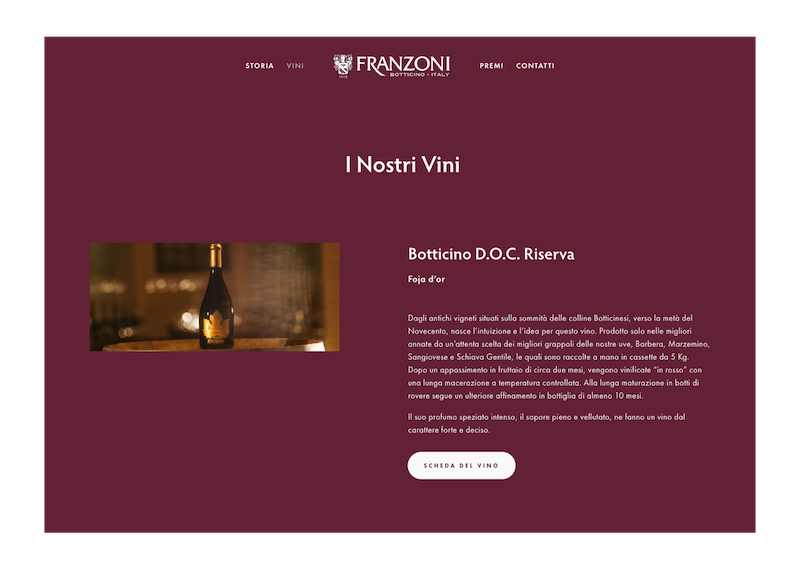 STORIA VINI FRANZONI PREMI CONTATTI
BOTTICINO - ITALY
I Nostri Vini
Botticino D.O.C. Riserva
Foja d'or
Dagli antichi vigneti situati sulla sommità delle colline Botticinesi, verso la metà del
Novecento, nasce l'intuizione e l'idea per questo vino. Prodotto solo nelle migliori
annate da un'attenta scelta dei migliori grappoli delle nostre uve, Barbera, Marzemino,
Sangiovese e Schiava Gentile, le quali sono raccolte a mano in cassette da 5 Kg.
Dopo un appassimento in fruttaio di circa due mesi, vengono vinificate "in rosso" con
una lunga macerazione a temperatura controllata. Alla lunga maturazione in botti di
rovere segue un ulteriore affinamento in bottiglia di almeno 10 mesi.
Il suo profumo speziato intenso, il sapore pieno e vellutato, ne fanno un vino dal
carattere forte e deciso.
SCHEDA DEL VINO